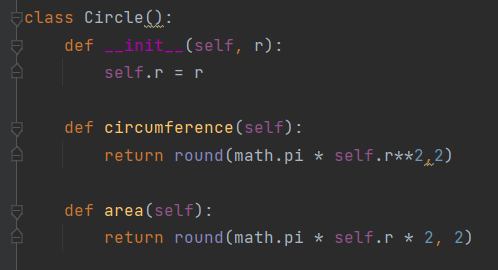 class Circle():
    def __init__(self, r):
        self.r = r

    def circumference(self):
        return round(math.pi * self.r**2,2)

    def area(self):
        return round(math.pi * self.r * 2, 2)